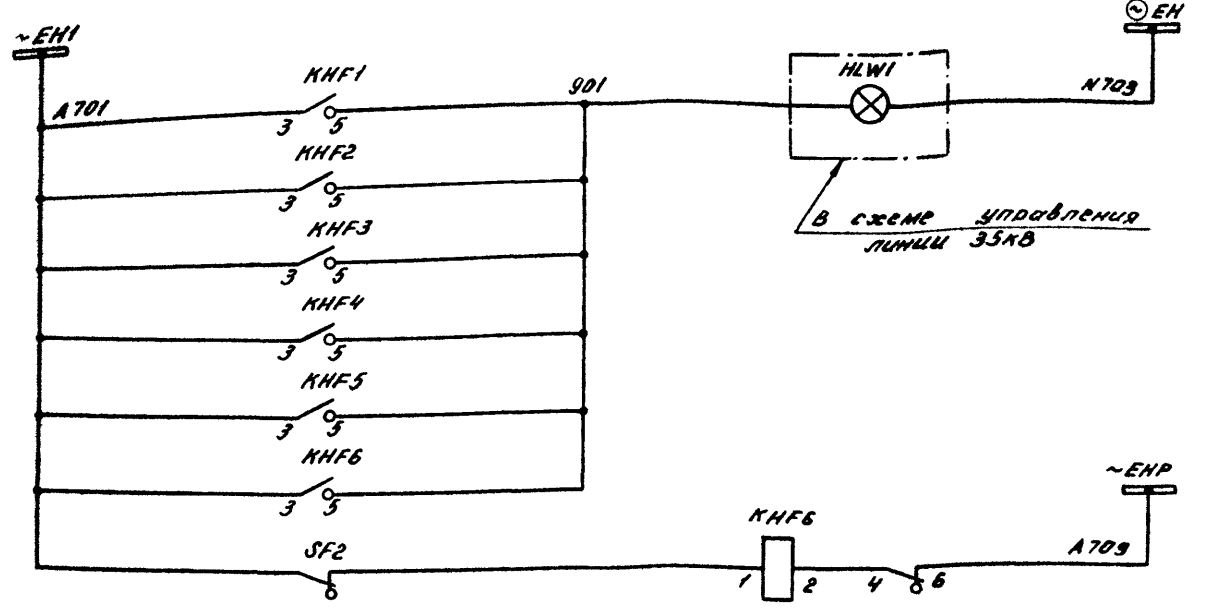 ~EH1
~ EH
A701
KHF1
3 5
901
HLW1
N703
KHF2
3 5
KHF3
3 5
В схеме управления
линии 35кВ
KHF4
3 5
KHF5
3 5
KHF6
3 5
~EHP
SF2
KHF6
1 2 4 6
A709